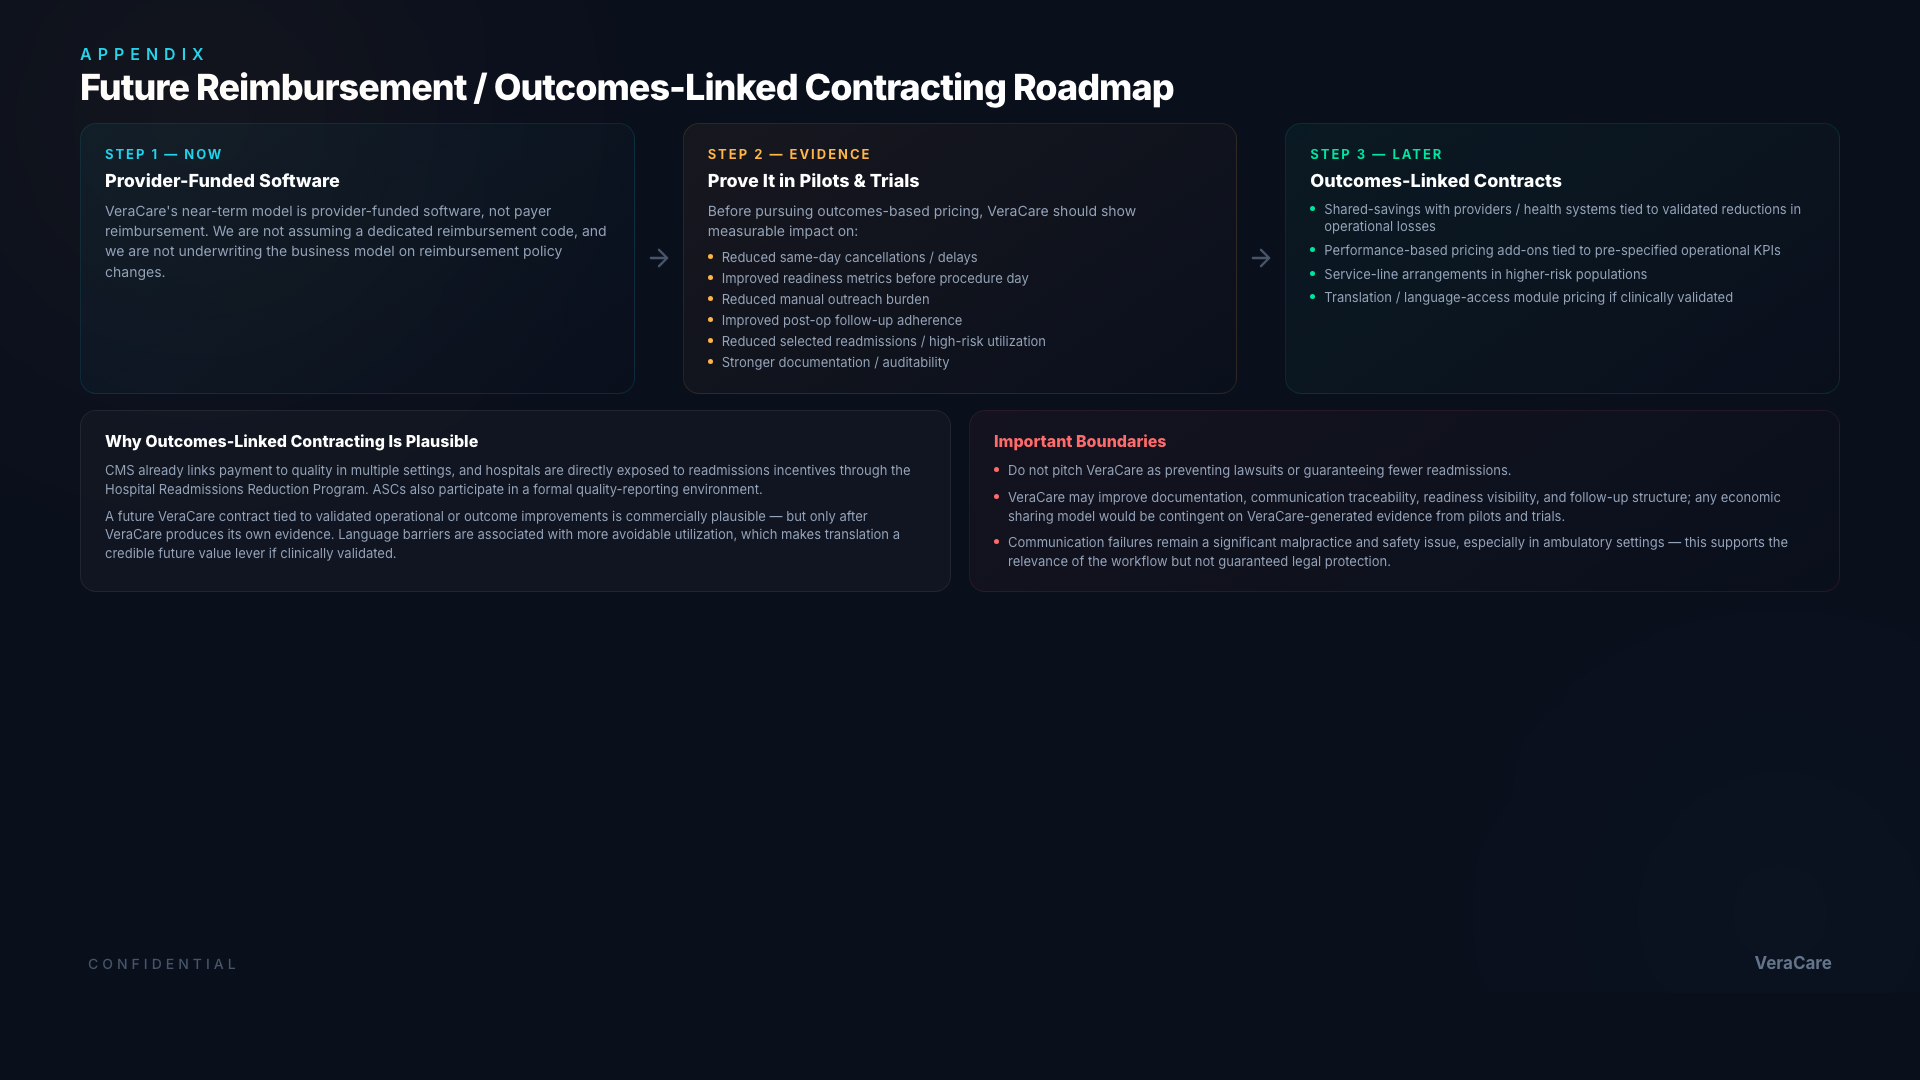 APPENDIX
Future Reimbursement / Outcomes-Linked Contracting Roadmap
STEP 1 — NOW
Provider-Funded Software
VeraCare's near-term model is provider-funded software, not payer
reimbursement. We are not assuming a dedicated reimbursement code, and
we are not underwriting the business model on reimbursement policy
changes.
STEP 2 — EVIDENCE
Prove It in Pilots & Trials
Before pursuing outcomes-based pricing, VeraCare should show
measurable impact on:
Reduced same-day cancellations / delays
Improved readiness metrics before procedure day
Reduced manual outreach burden
Improved post-op follow-up adherence
Reduced selected readmissions / high-risk utilization
Stronger documentation / auditability
STEP 3 — LATER
Outcomes-Linked Contracts
Shared-savings with providers / health systems tied to validated reductions in
operational losses
Performance-based pricing add-ons tied to pre-specified operational KPIs
Service-line arrangements in higher-risk populations
Translation / language-access module pricing if clinically validated
Why Outcomes-Linked Contracting Is Plausible
CMS already links payment to quality in multiple settings, and hospitals are directly exposed to readmissions incentives through the
Hospital Readmissions Reduction Program. ASCs also participate in a formal quality-reporting environment.
A future VeraCare contract tied to validated operational or outcome improvements is commercially plausible — but only after
VeraCare produces its own evidence. Language barriers are associated with more avoidable utilization, which makes translation a
credible future value lever if clinically validated.
Important Boundaries
Do not pitch VeraCare as preventing lawsuits or guaranteeing fewer readmissions.
VeraCare may improve documentation, communication traceability, readiness visibility, and follow-up structure; any economic
sharing model would be contingent on VeraCare-generated evidence from pilots and trials.
Communication failures remain a significant malpractice and safety issue, especially in ambulatory settings — this supports the
relevance of the workflow but not guaranteed legal protection.
CONFIDENTIAL
VeraCare